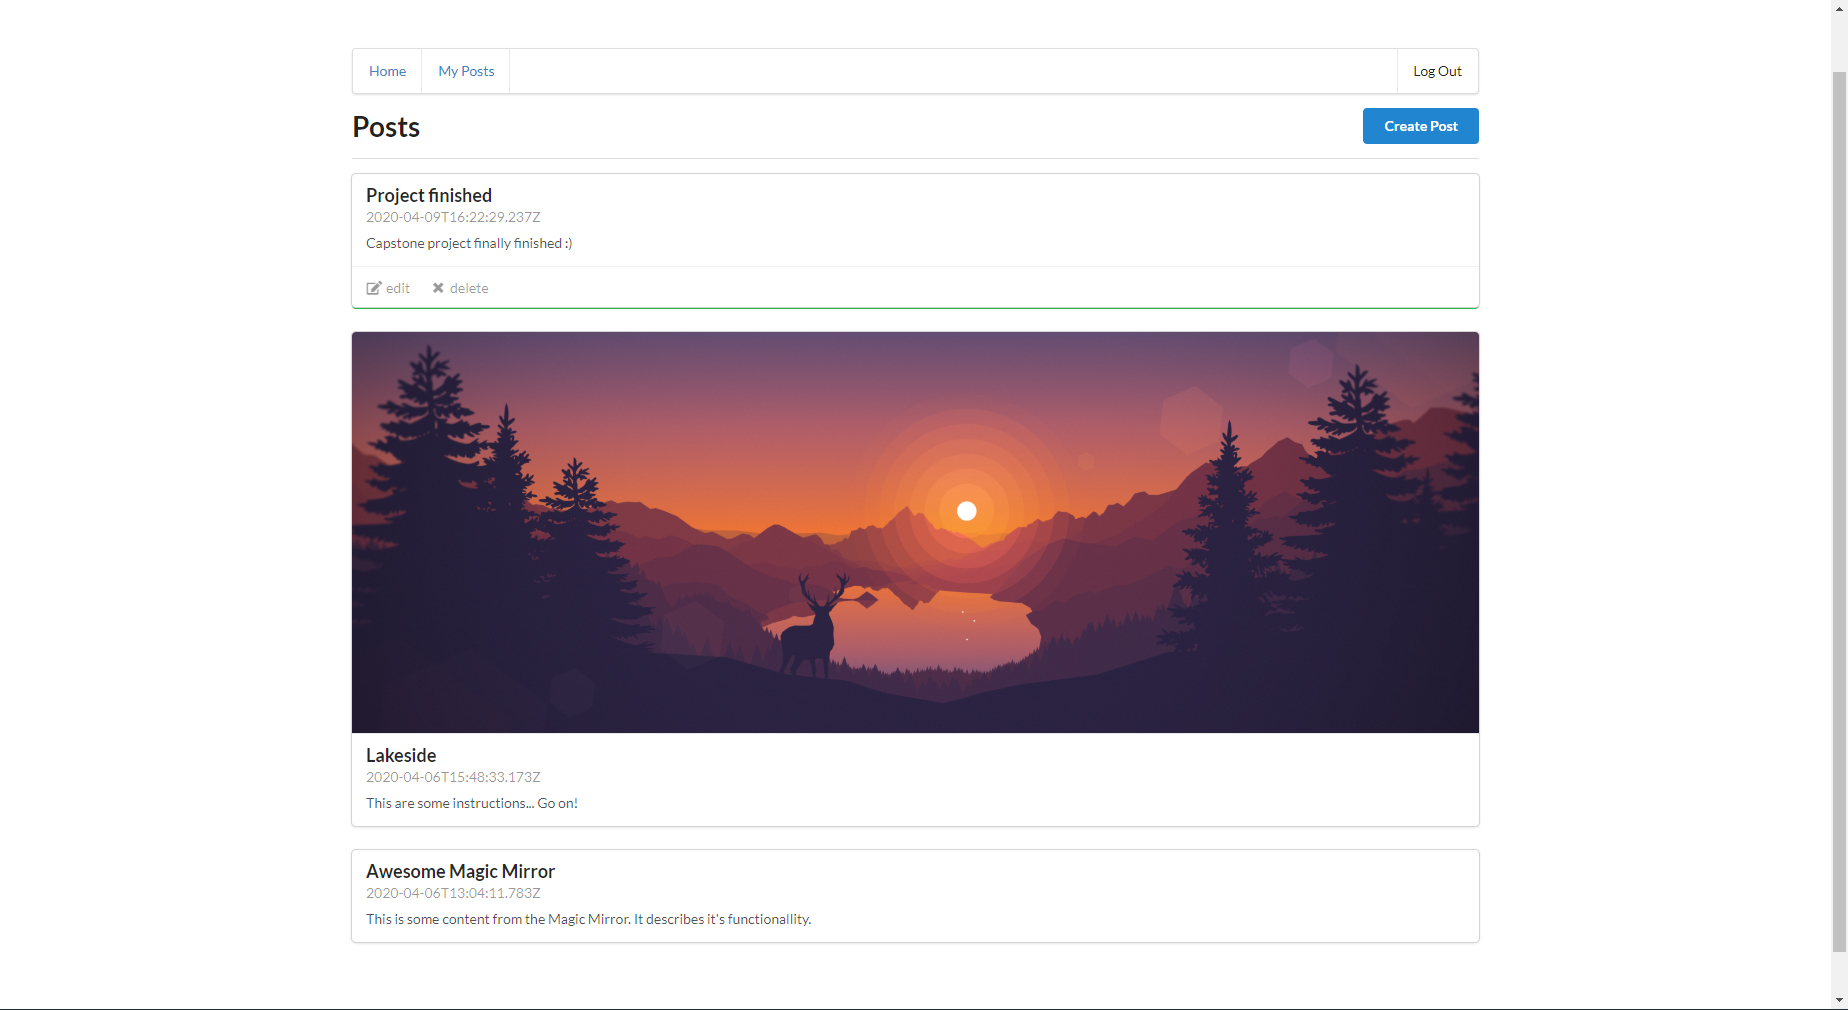 Home My Posts Log Out
Posts Create Post
Project finished
2020-04-09T16:22:29.237Z
Capstone project finally finished :)
edit delete
Lakeside
2020-04-06T15:48:33.173Z
This are some instructions... Go on!
Awesome Magic Mirror
2020-04-06T13:04:11.783Z
This is some content from the Magic Mirror. It describes it's functionallity.